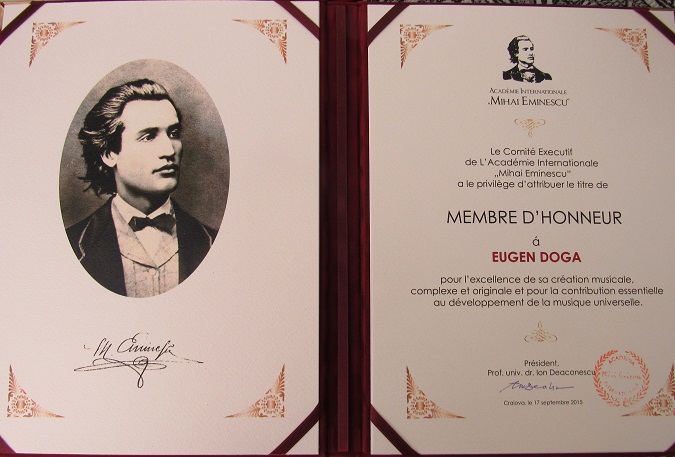 M Eminescu
ACADÉMIE INTERNATIONALE
„MIHAI EMINESCU”
Le Comité Executif
de L'Académie Internationale
„Mihai Eminescu”
a le privilège d'attribuer le titre de
MEMBRE D'HONNEUR
á
EUGEN DOGA
pour l'excellence de sa création musicale,
complexe et originale et pour la contribution essentielle
au développement de la musique universelle.
Président,
Prof. univ. dr. Ion Deaconescu
Craiova, le 17 septembre 2015